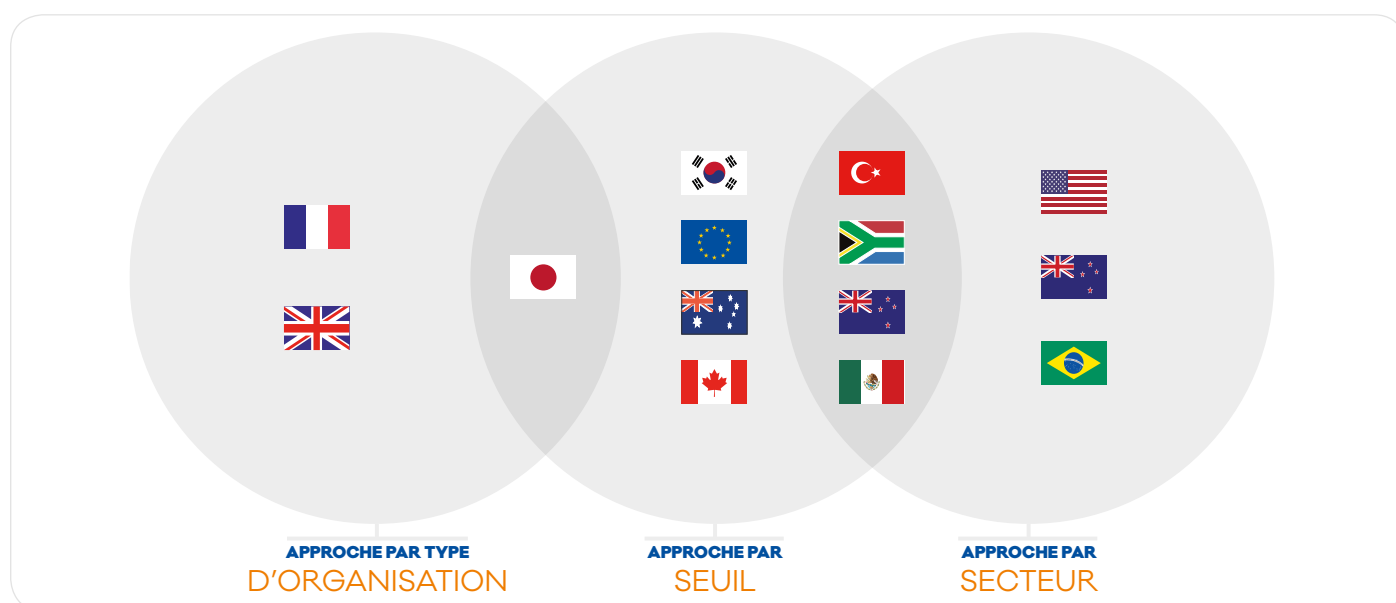 APPROCHE PAR TYPE
D'ORGANISATION
APPROCHE PAR
SEUIL
APPROCHE PAR
SECTEUR